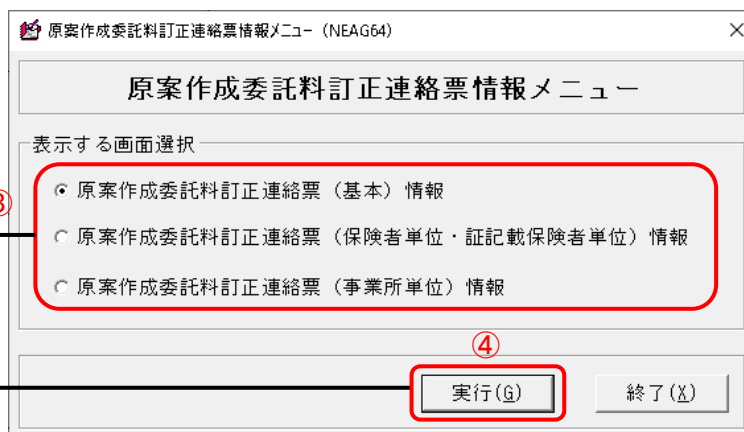 原案作成委託料訂正連絡票情報メニュー (NEAG64)
原案作成委託料訂正連絡票情報メニュー
表示する画面選択
③
原案作成委託料訂正連絡票（基本）情報
原案作成委託料訂正連絡票（保険者単位・証記載保険者単位）情報
原案作成委託料訂正連絡票（事業所単位）情報
④
実行(G)
終了(X)